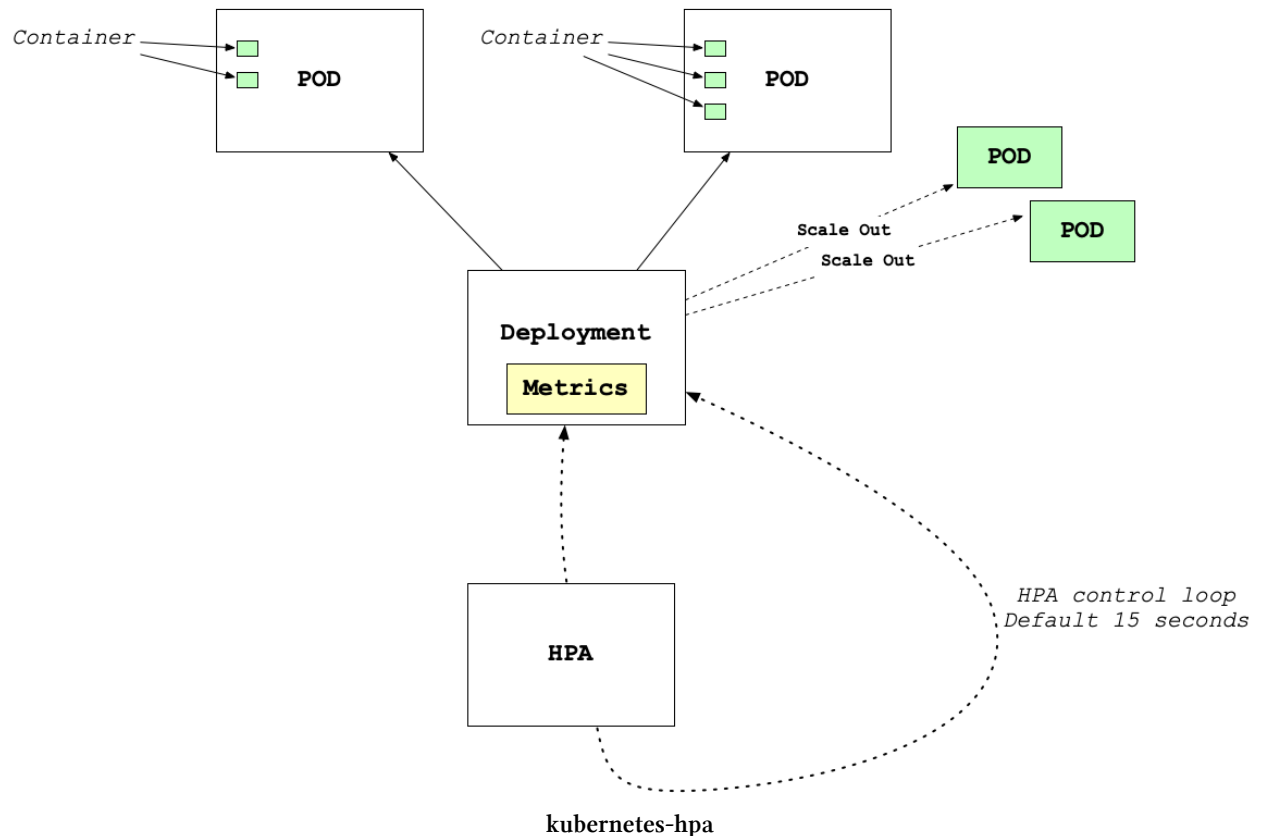 Container
POD
Container
POD
POD
POD
Scale Out
Scale Out
Deployment
Metrics
HPA control loop
Default 15 seconds
HPA
kubernetes-hpa